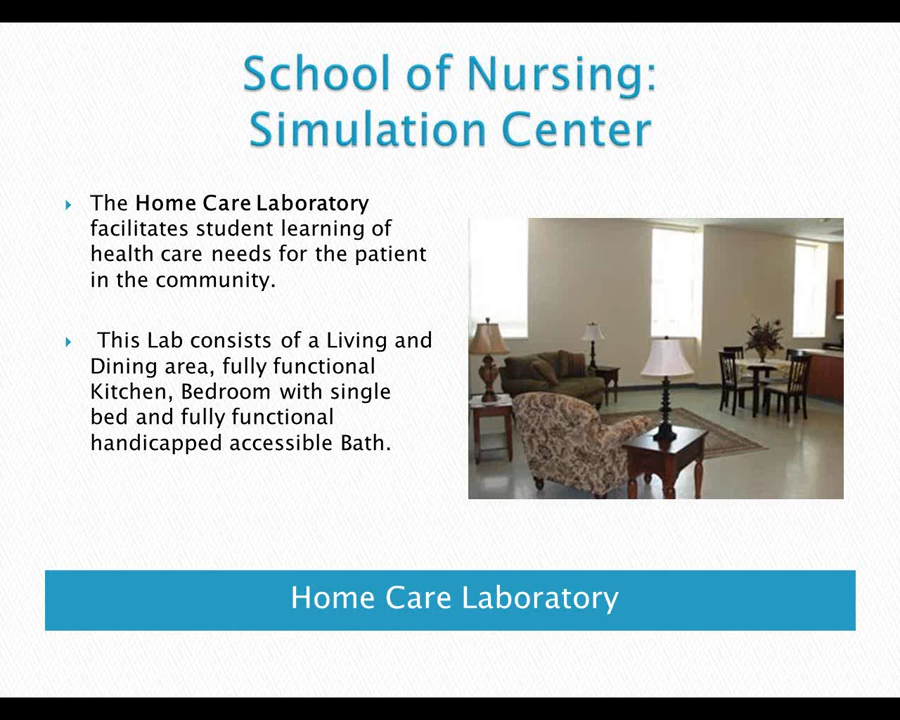 School of Nursing:
Simulation Center
The Home Care Laboratory
facilitates student learning of
health care needs for the patient
in the community.
This Lab consists of a Living and
Dining area, fully functional
Kitchen, Bedroom with single
bed and fully functional
handicapped accessible Bath.
Home Care Laboratory